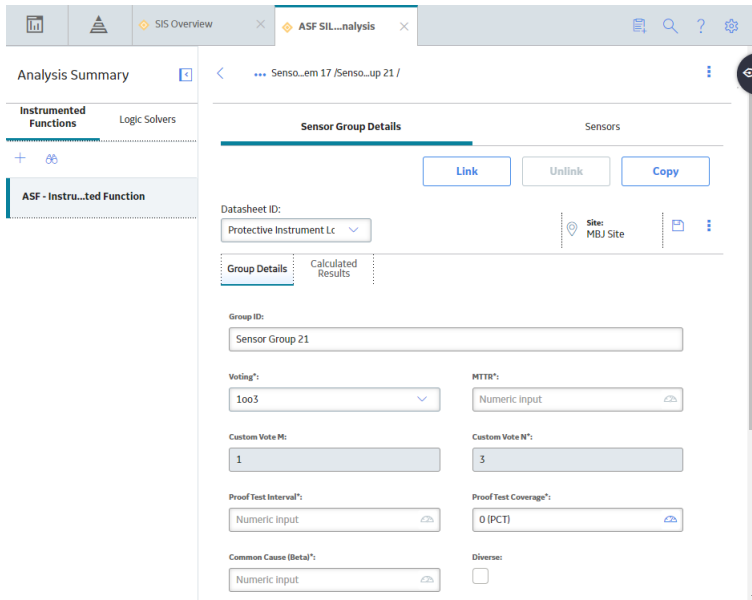 SIS Overview
ASF SIL...nalysis
Analysis Summary
Instrumented
Functions
Logic Solvers
ASF - Instru...ted Function
... Senso...em 17 /Senso...up 21 /
Sensor Group Details
Sensors
Link
Unlink
Copy
Datasheet ID:
Protective Instrument Lc
Site:
MBJ Site
Group Details
Calculated
Results
Group ID:
Sensor Group 21
Voting*:
MTTR*:
1oo3
Numeric input
Custom Vote M:
Custom Vote N*:
1
3
Proof Test Interval*:
Proof Test Coverage*:
Numeric input
0 (PCT)
Common Cause (Beta)*:
Diverse:
Numeric input